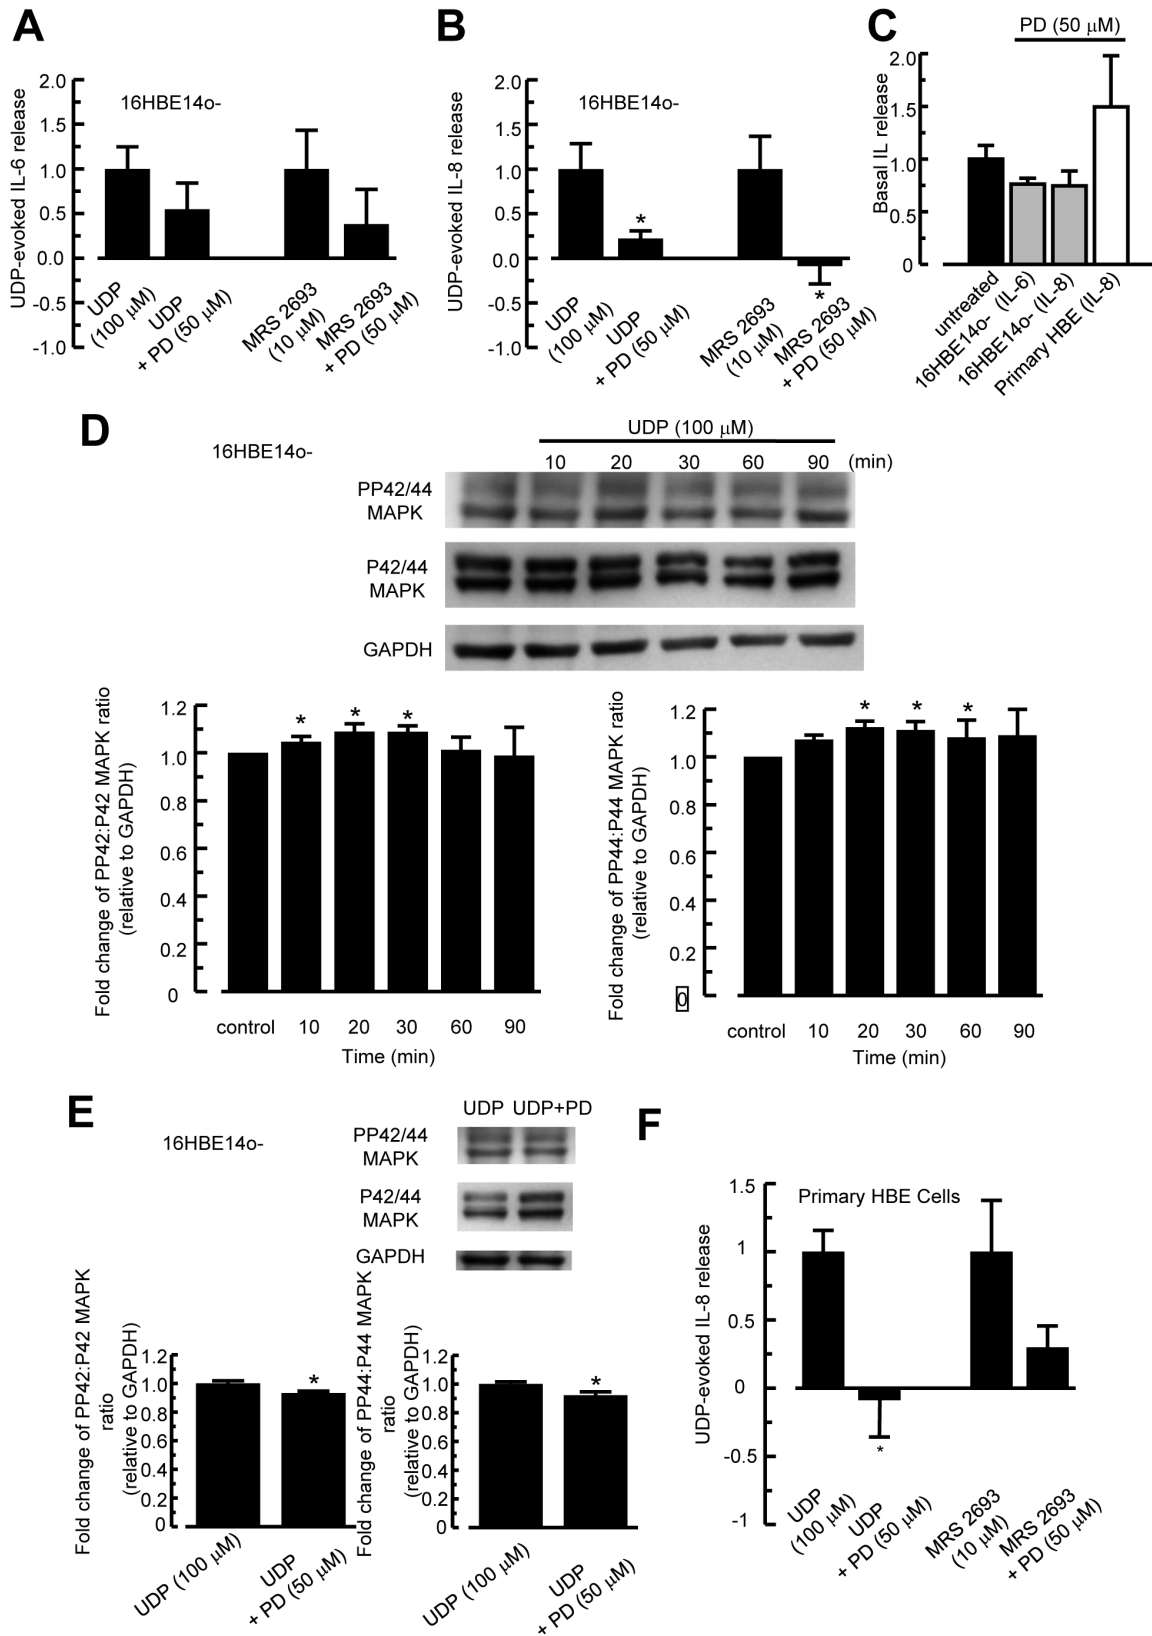 A
UDP-evoked IL-6 release
2.0
1.5
1.0
0.5
0.0
-0.5
-1.0
16HBE14o-
UDP
(100 μM)
UDP
+ PD (50 μM)
MRS 2693
(10 μM)
MRS 2693
+ PD (50 μM)
B
UDP-evoked IL-8 release
2.0
1.5
1.0
0.5
0.0
-0.5
-1.0
16HBE14o-
*
*
UDP
(100 μM)
UDP
+ PD (50 μM)
MRS 2693
(10 μM)
MRS 2693
+ PD (50 μM)
C
PD (50 μM)
Basal IL release
2.0
1.5
1.0
0.5
0
untreated
16HBE14o- (IL-6)
16HBE14o- (IL-8)
Primary HBE (IL-8)
D
16HBE14o-
UDP (100 μM)
10 20 30 60 90 (min)
PP42/44
MAPK
P42/44
MAPK
GAPDH
Fold change of PP42:P42 MAPK ratio
(relative to GAPDH)
1.2
1.0
0.8
0.6
0.4
0.2
0
* * *
control 10 20 30 60 90
Time (min)
Fold change of PP44:P44 MAPK ratio
(relative to GAPDH)
1.2
1.0
0.8
0.6
0.4
0.2
0
* * *
control 10 20 30 60 90
Time (min)
E
16HBE14o-
UDP UDP+PD
PP42/44
MAPK
P42/44
MAPK
GAPDH
Fold change of PP42:P42 MAPK
ratio
(relative to GAPDH)
1.2
1.0
0.8
0.6
0.4
0.2
0
*
UDP (100 μM)
UDP
+ PD (50 μM)
Fold change of PP44:P44 MAPK
ratio
(relative to GAPDH)
1.2
1.0
0.8
0.6
0.4
0.2
0
*
UDP (100 μM)
UDP
+ PD (50 μM)
F
Primary HBE Cells
UDP-evoked IL-8 release
1.5
1
0.5
0
-0.5
-1
*
UDP
(100 μM)
UDP
+ PD (50 μM)
MRS 2693
(10 μM)
MRS 2693
+ PD (50 μM)